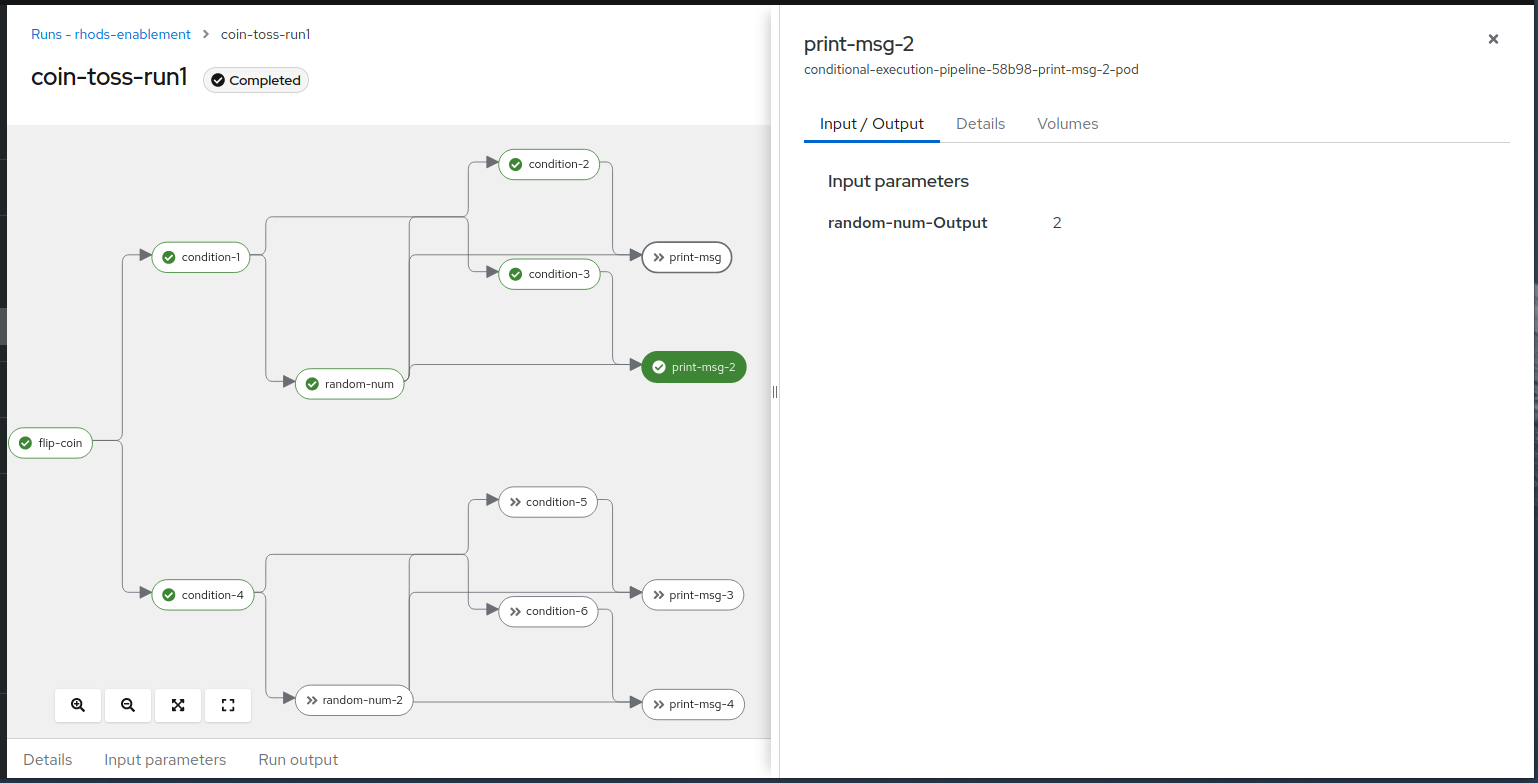 Runs - rhods-enablement > coin-toss-run1
coin-toss-run1 Completed
condition-2
condition-1
print-msg
condition-3
print-msg-2
random-num
flip-coin
condition-5
condition-4
print-msg-3
condition-6
random-num-2
print-msg-4
Details Input parameters Run output
print-msg-2
conditional-execution-pipeline-58b98-print-msg-2-pod
Input / Output Details Volumes
Input parameters
random-num-Output 2